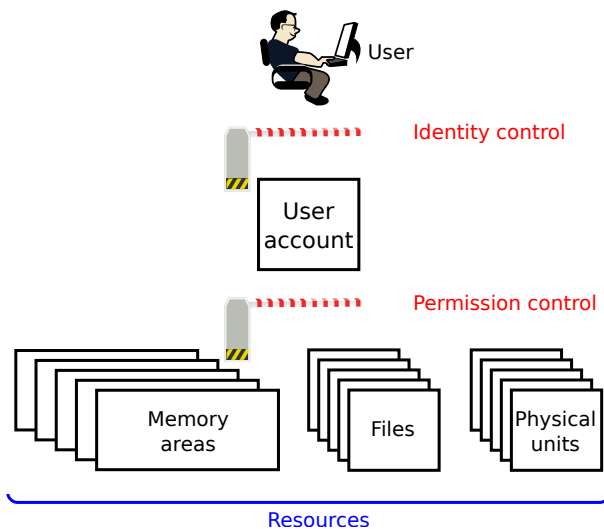 User
Identity control
User
account
Permission control
Memory
areas
Files
Physical
units
Resources